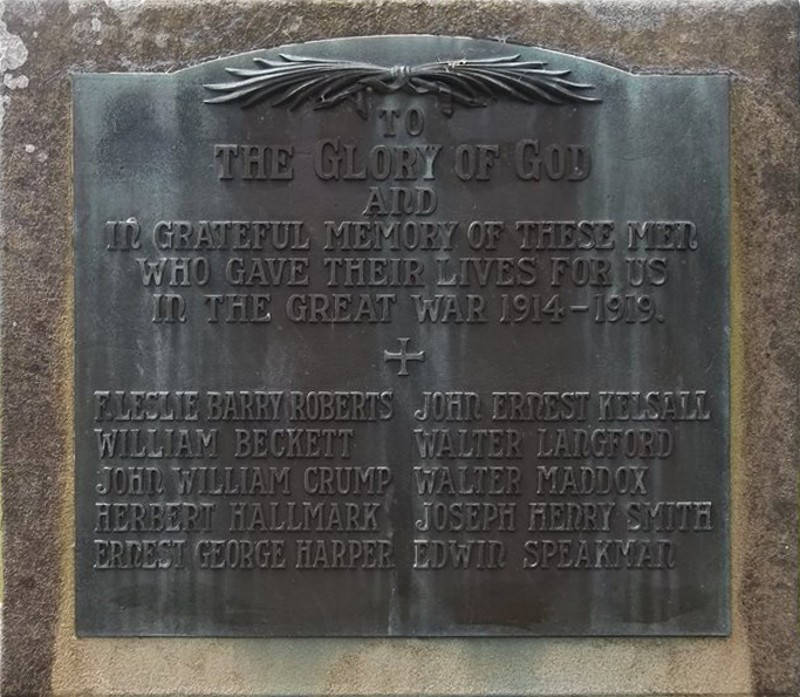 TO
THE GLORY OF GOD
AND
IN GRATEFUL MEMORY OF THESE MEN
WHO GAVE THEIR LIVES FOR US
IN THE GREAT WAR 1914-1919.
F. LESLIE BARRY ROBERTS
WILLIAM BECKETT
JOHN WILLIAM CRUMP
HERBERT HALLMARK
ERNEST GEORGE HARPER
JOHN ERNEST KELSALL
WALTER LANGFORD
WALTER MADDOX
JOSEPH HENRY SMITH
EDWIN SPEAKMAN